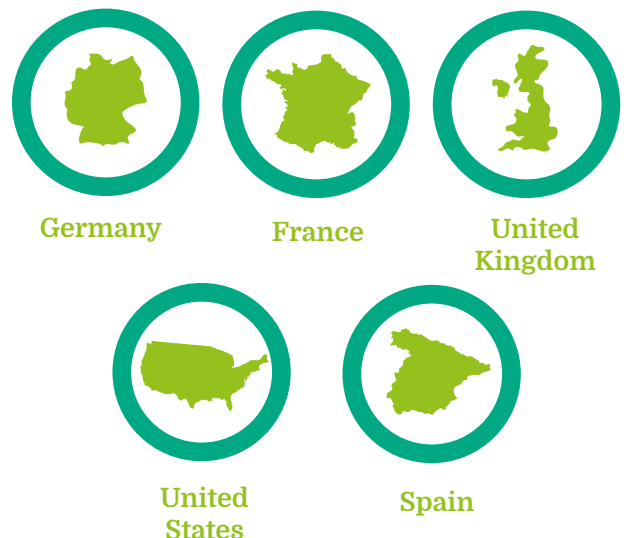 Germany
France
United
Kingdom
United
States
Spain